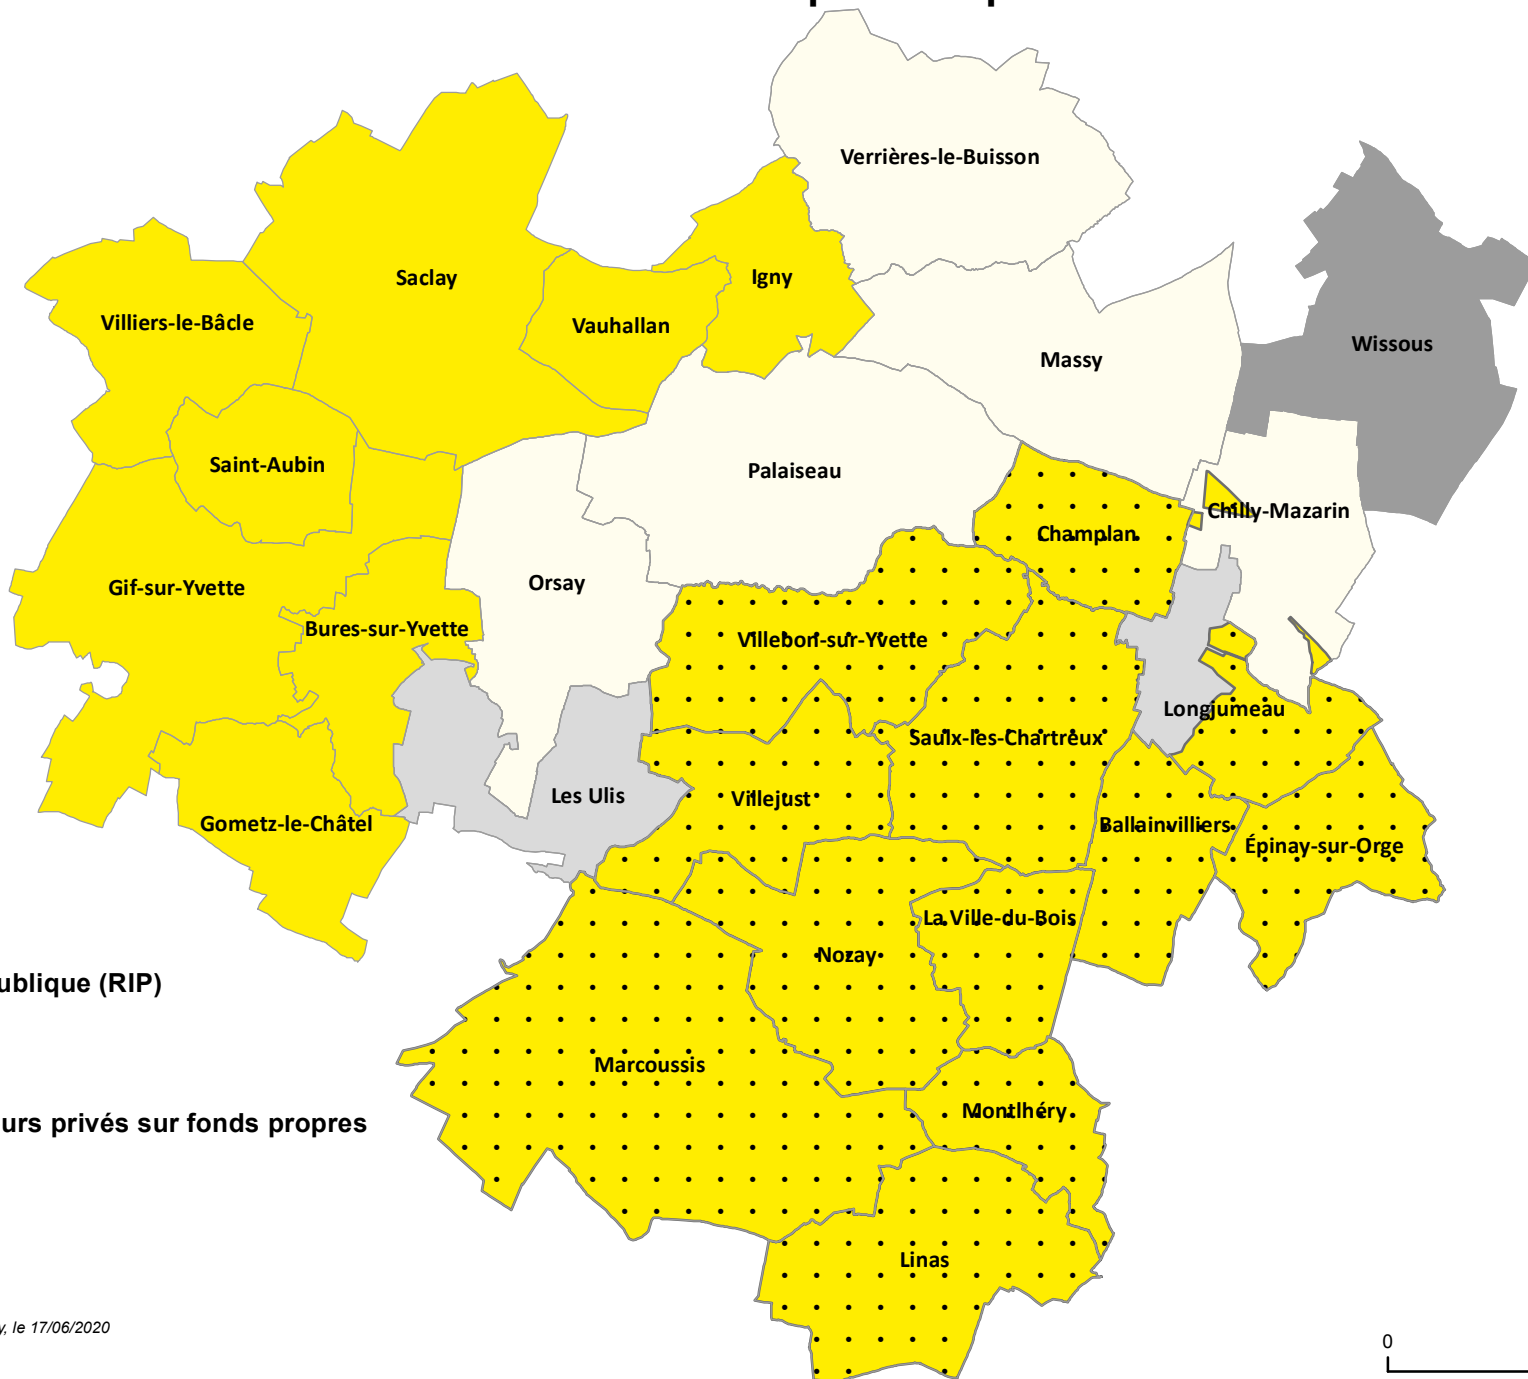 Verrières-le-Buisson
Saclay
Igny
Villiers-le-Bâcle
Vauhallan
Wissous
Massy
Saint-Aubin
Palaiseau
Chilly-Mazarin
Champlan
Gif-sur-Yvette
Orsay
Bures-sur-Yvette
Villebon-sur-Yvette
Longjumeau
Saulx-les-Chartreux
Les Ulis
Villejust
Gometz-le-Châtel
Ballainvilliers
Épinay-sur-Orge
La Ville-du-Bois
Nozay
ublique (RIP)
Marcoussis
Montlhéry
urs privés sur fonds propres
Linas
y, le 17/06/2020
0